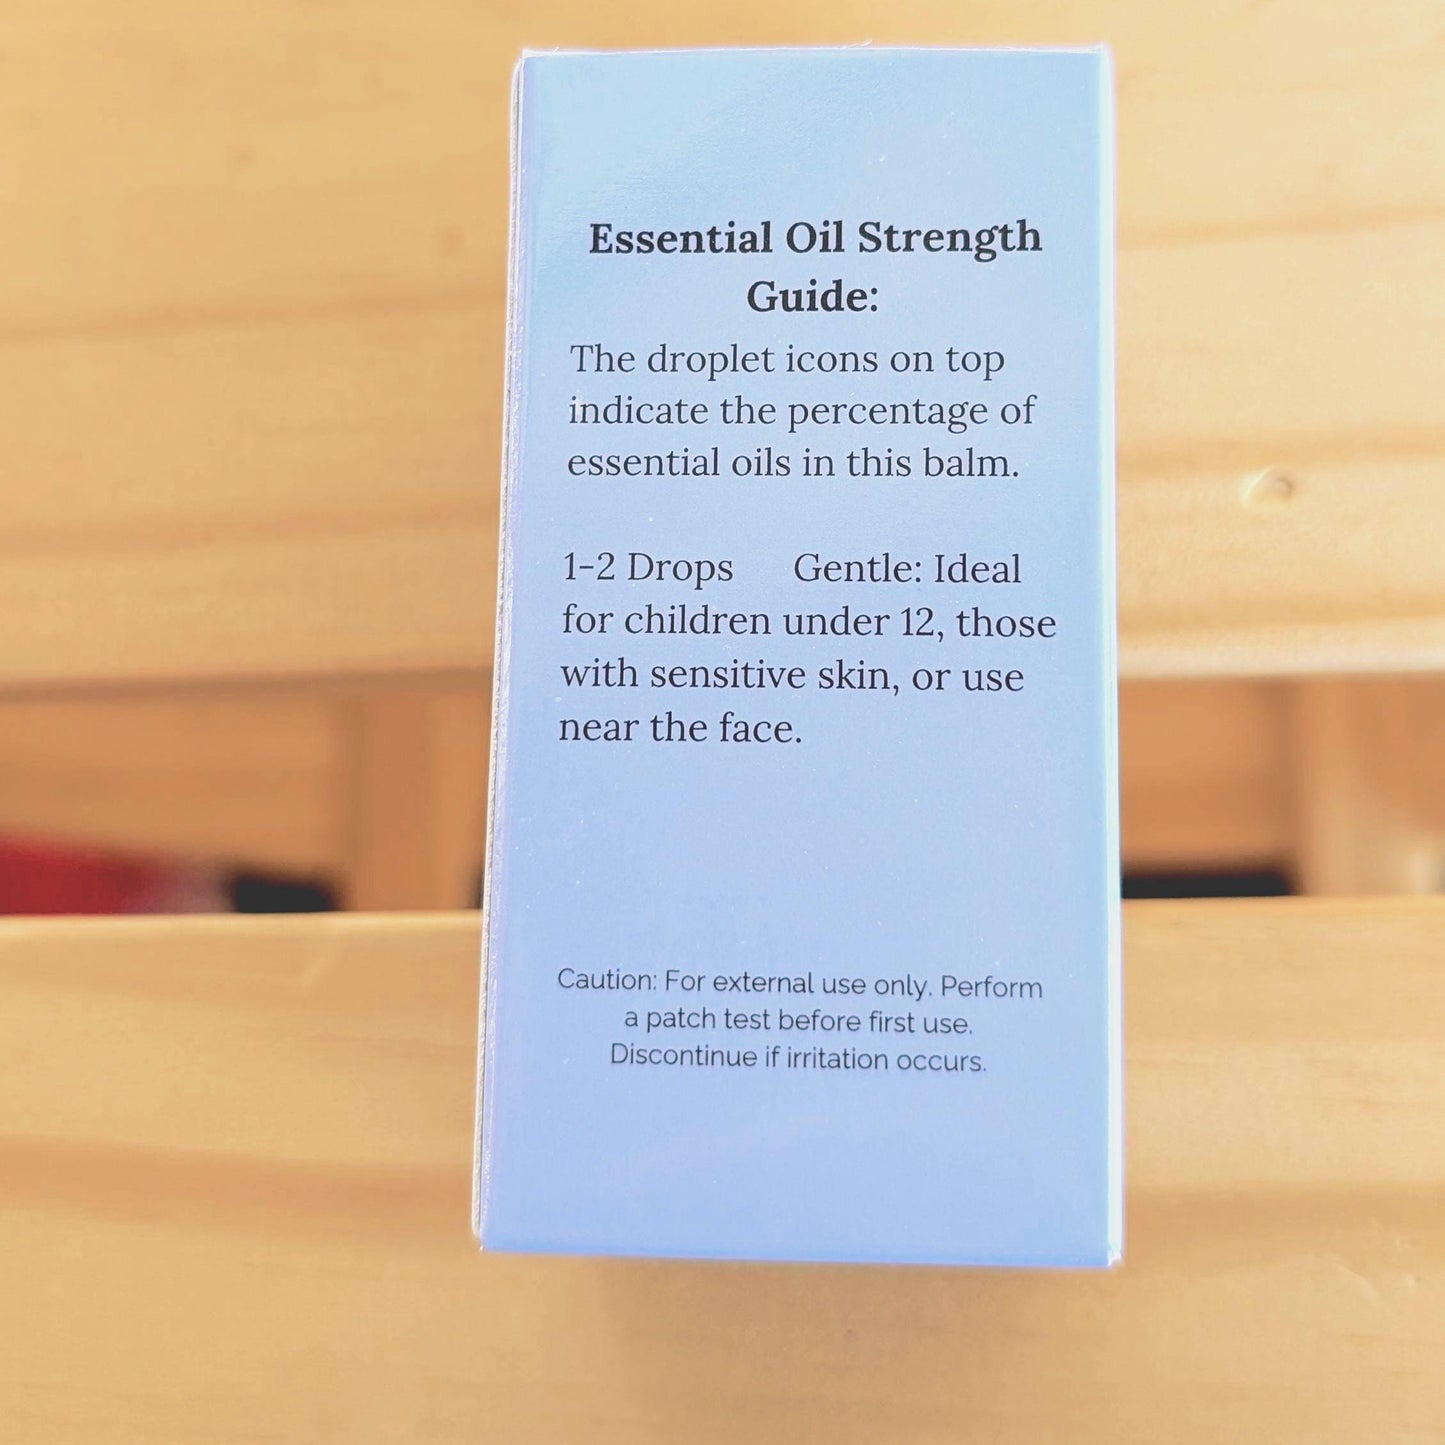 Essential Oil Strength
Guide:
The droplet icons on top
indicate the percentage of
essential oils in this balm.
1-2 Drops Gentle: Ideal
for children under 12, those
with sensitive skin, or use
near the face.
Caution: For external use only. Perform
a patch test before first use.
Discontinue if irritation occurs.